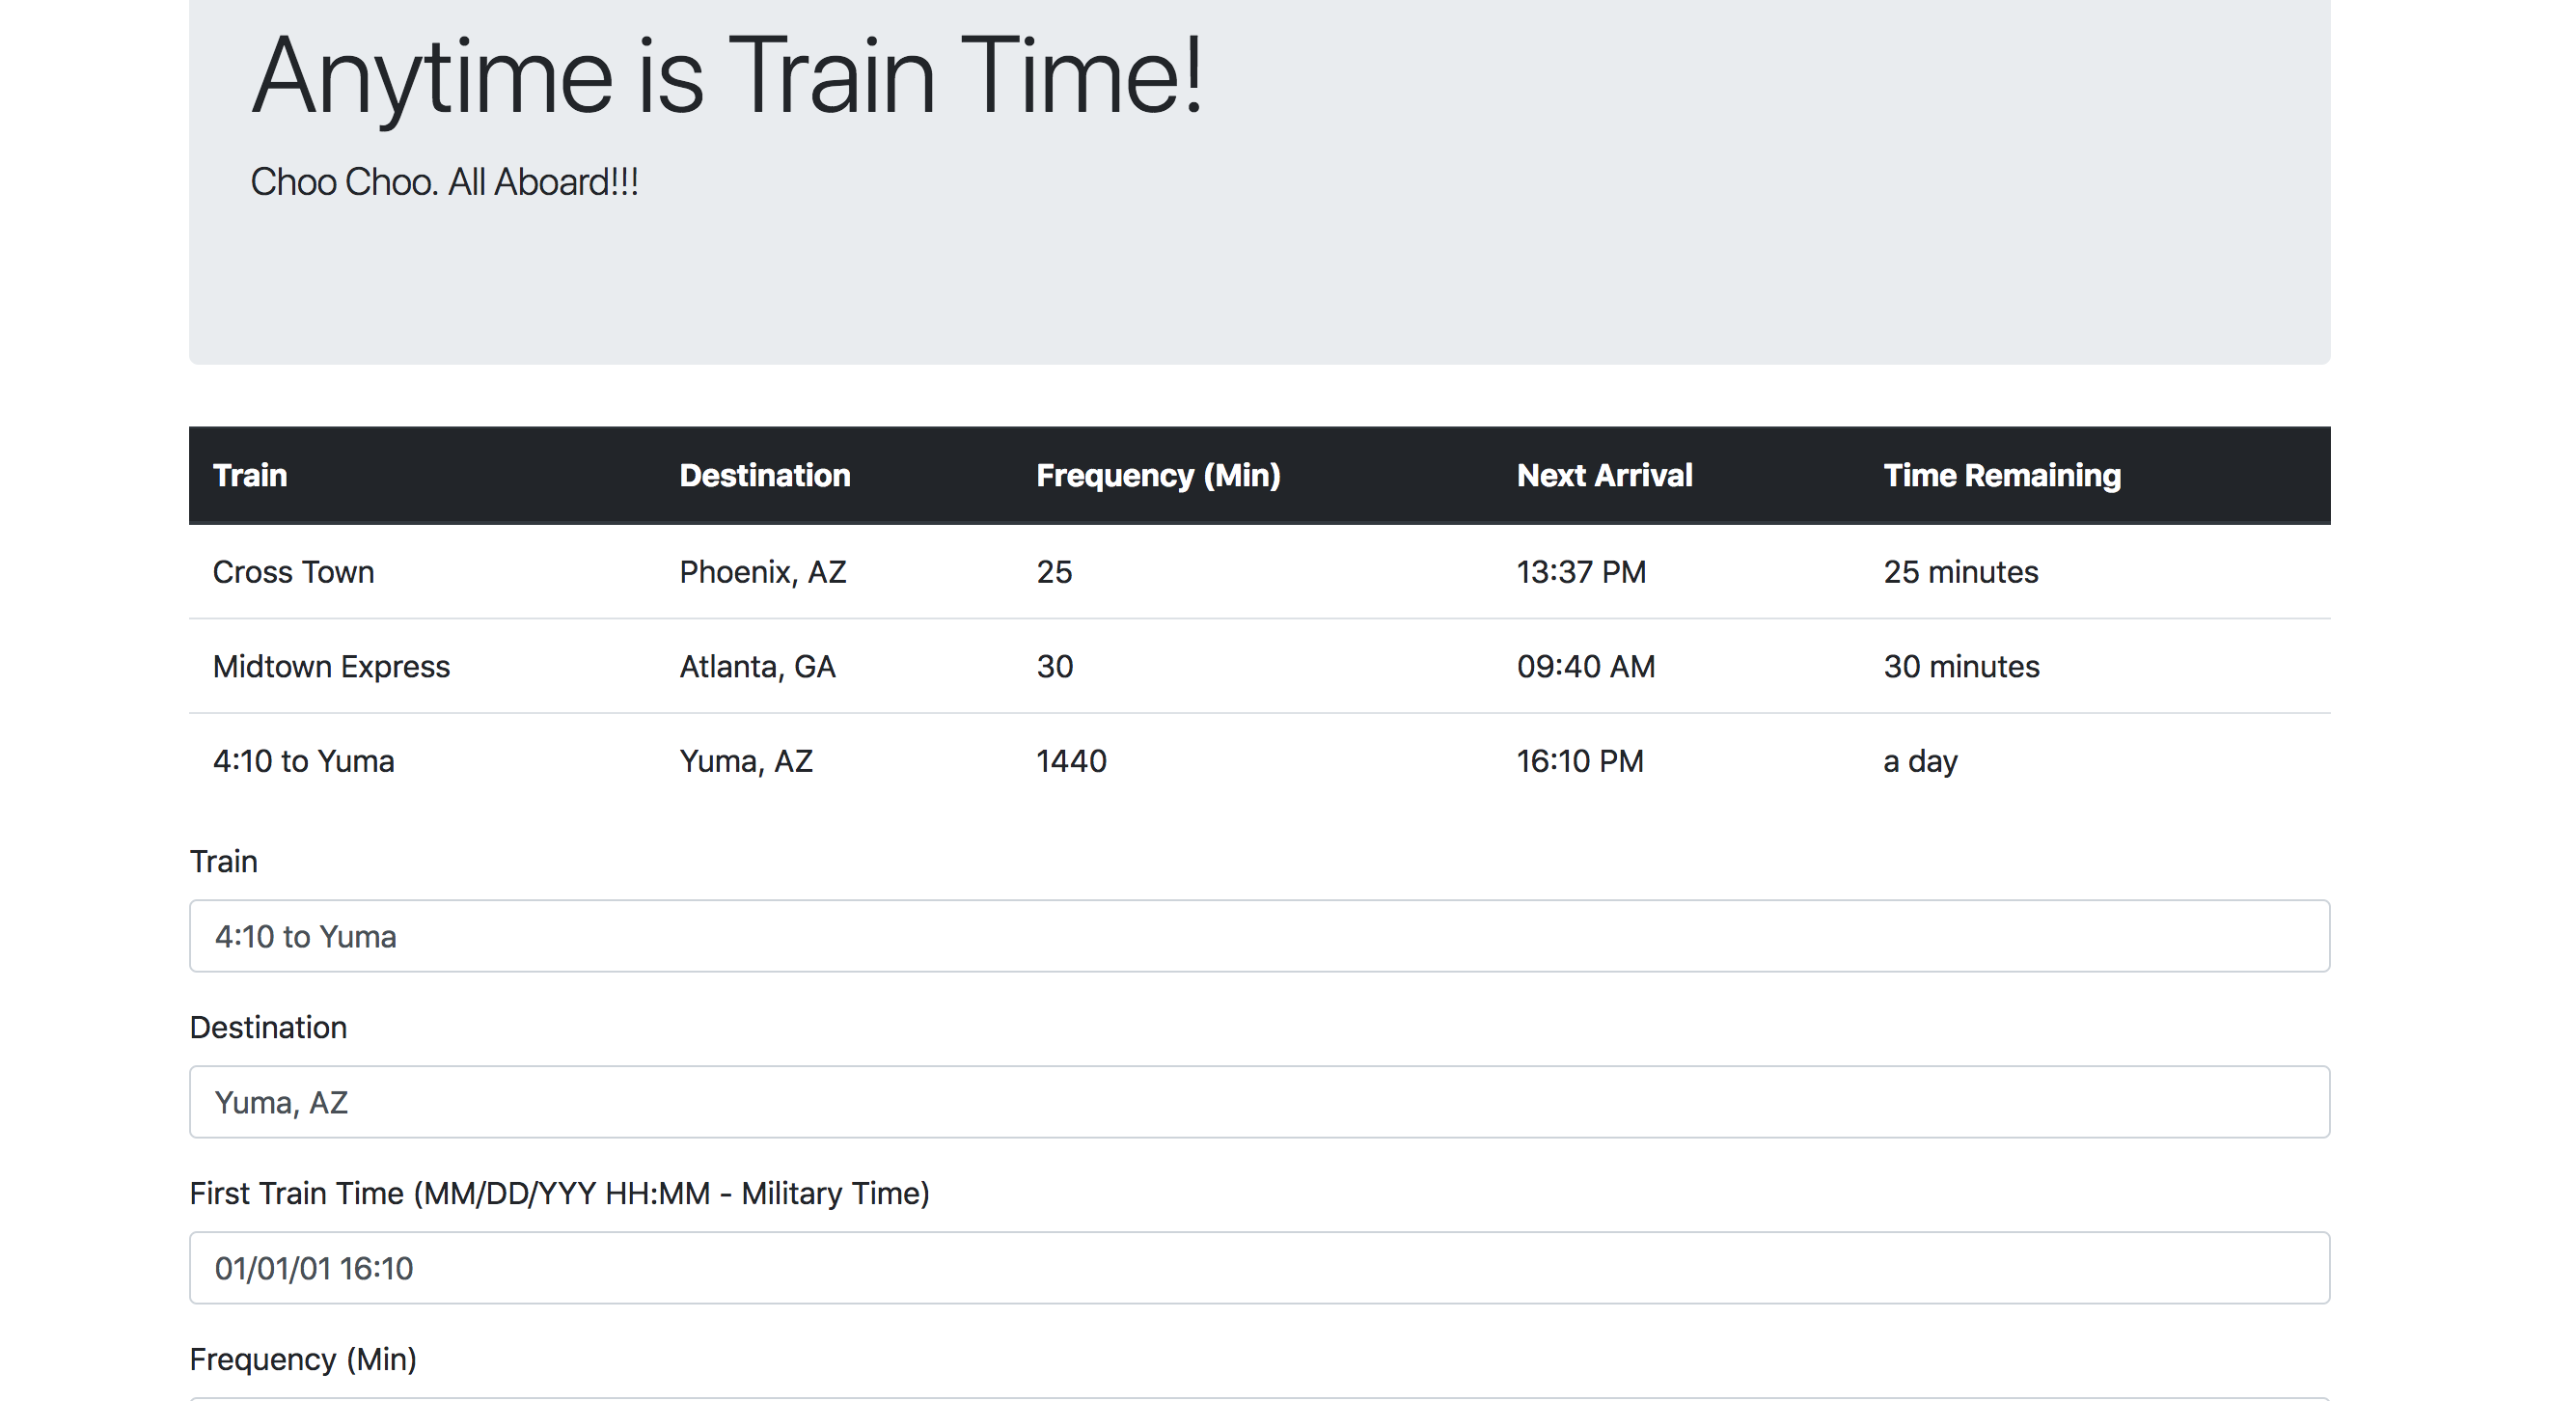 Anytime is Train Time!
Choo Choo. All Aboard!!!
Train Destination Frequency (Min) Next Arrival Time Remaining
Cross Town Phoenix, AZ 25 13:37 PM 25 minutes
Midtown Express Atlanta, GA 30 09:40 AM 30 minutes
4:10 to Yuma Yuma, AZ 1440 16:10 PM a day
Train
4:10 to Yuma
Destination
Yuma, AZ
First Train Time (MM/DD/YYY HH:MM - Military Time)
01/01/01 16:10
Frequency (Min)